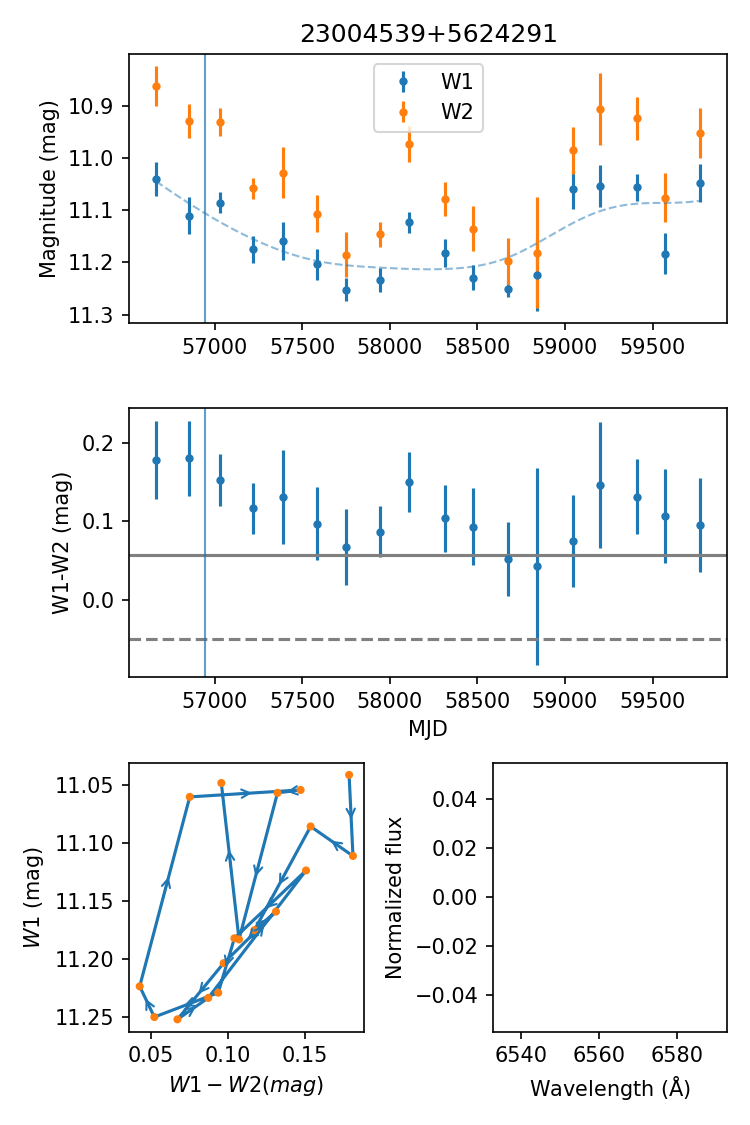 23004539+5624291
Magnitude (mag)
10.9
11.0
11.1
11.2
11.3
W1
W2
57000 57500 58000 58500 59000 59500
W1-W2 (mag)
0.2
0.1
0.0
57000 57500 58000 58500 59000 59500
MJD
W1 (mag)
11.05
11.10
11.15
11.20
11.25
0.05 0.10 0.15
W1 − W2(mag)
Normalized flux
0.04
0.02
0.00
−0.02
−0.04
6540 6560 6580
Wavelength (Å)